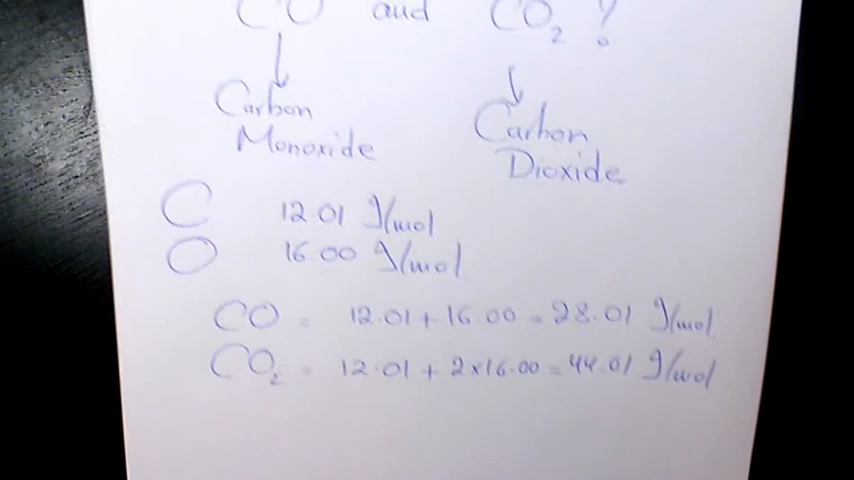 CO and CO₂ ?
Carbon Monoxide
Carbon Dioxide
C 12.01 g/mol
O 16.00 g/mol
CO = 12.01 + 16.00 = 28.01 g/mol
CO₂ = 12.01 + 2x16.00 = 44.01 g/mol